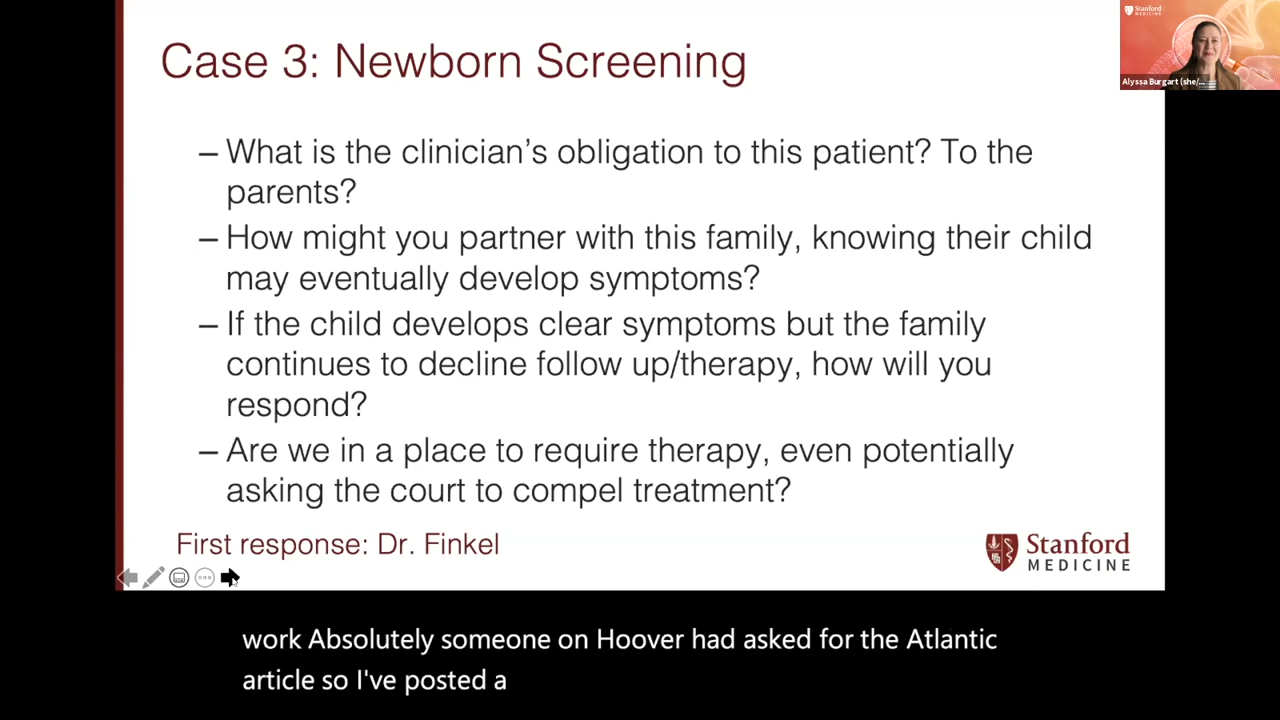 Case 3: Newborn Screening
Stanford
MEDICINE
Alyssa Burgart (she/...
– What is the clinician's obligation to this patient? To the
parents?
– How might you partner with this family, knowing their child
may eventually develop symptoms?
– If the child develops clear symptoms but the family
continues to decline follow up/therapy, how will you
respond?
– Are we in a place to require therapy, even potentially
asking the court to compel treatment?
First response: Dr. Finkel
Stanford
MEDICINE
work Absolutely someone on Hoover had asked for the Atlantic
article so I've posted a